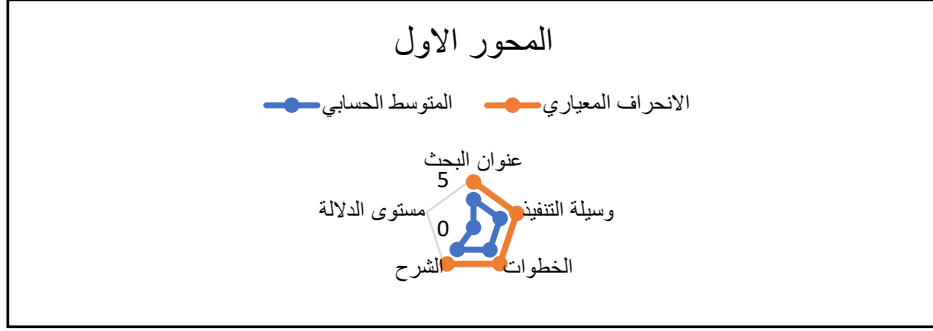 المحور الاول
المتوسط الحسابي الانحراف المعياري
عنوان البحث
5
مستوى الدلالة 0 وسيلة التنفيذ
الشرح الخطوات